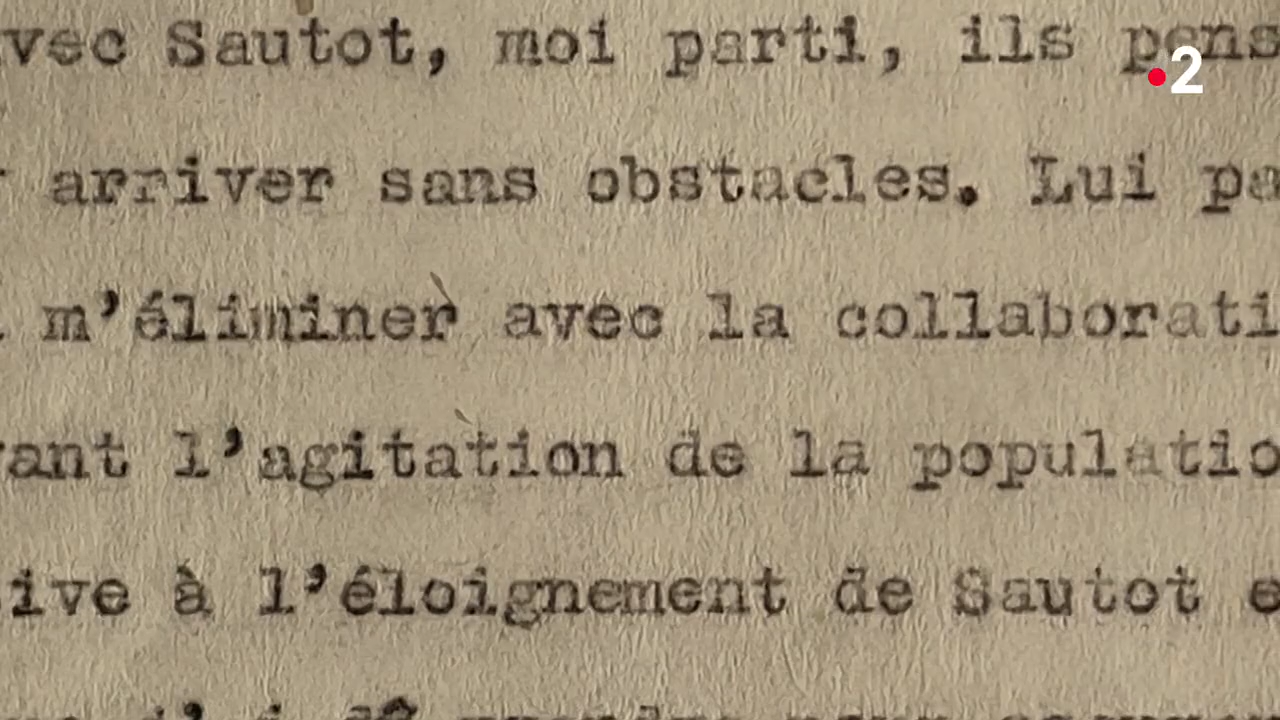 vec Sautot, moi parti, ils pens
2
arriver sans obstacles. Lui pa
m'éliminer avec la collaborati
ant l'agitation de la populatio
ive à l'éloignement de Sautot e